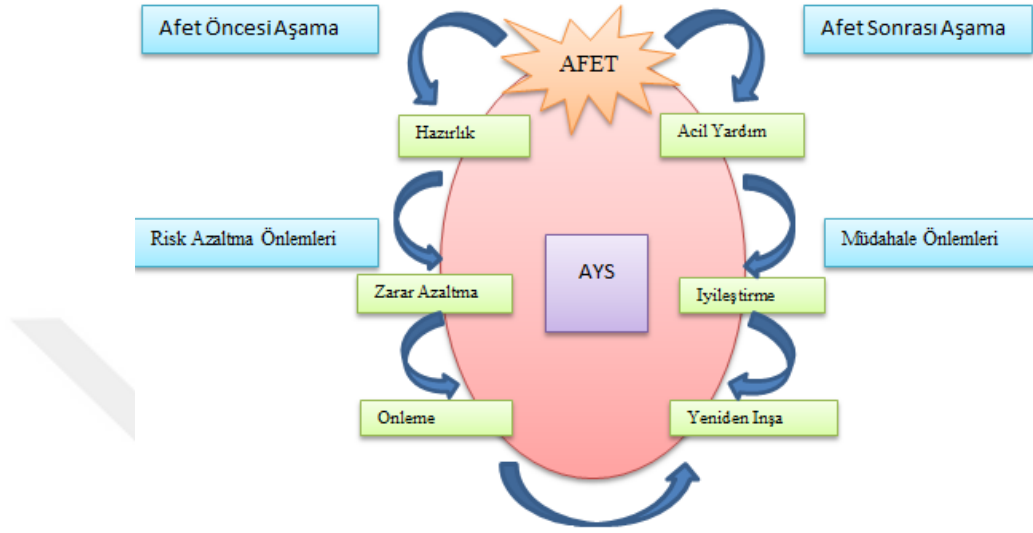 Afet Öncesi Aşama
Afet Sonrası Aşama
AFET
Hazırlık
Acil Yardım
Risk Azaltma Önlemleri
Müdahale Önlemleri
AYS
Zarar Azaltma
Iyileştirme
Onleme
Yeniden Inşa